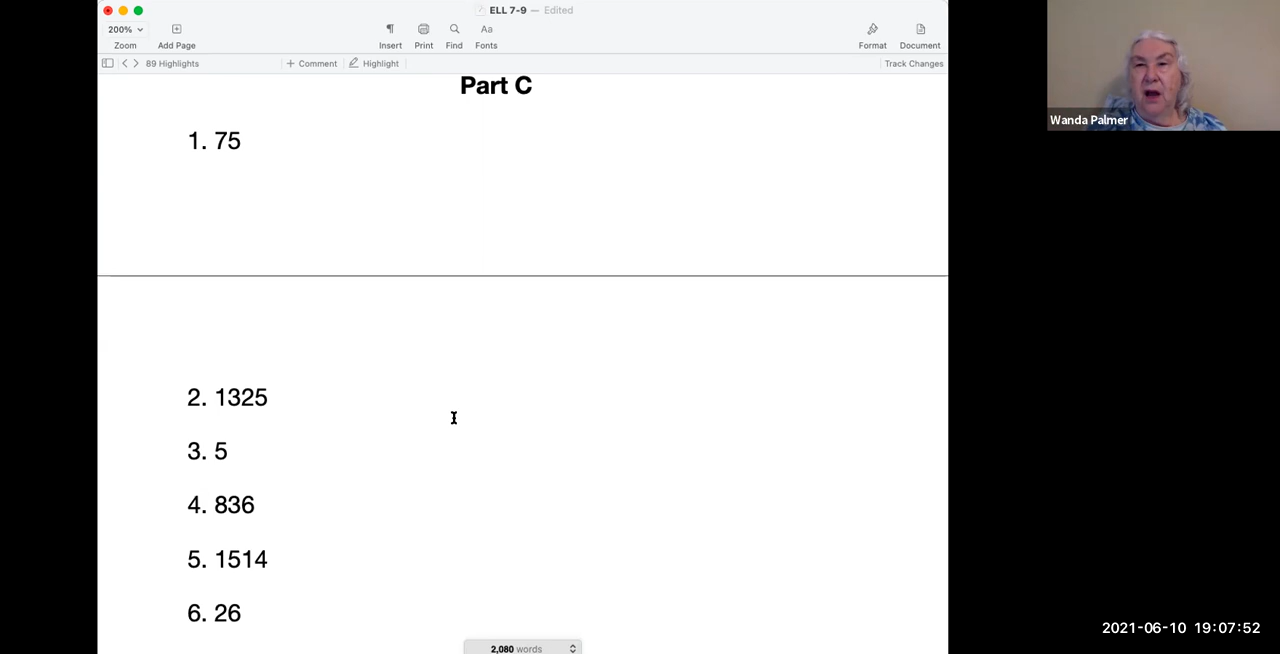 ELL 7-9 — Edited
200%
Zoom
Add Page
Insert
Print
Find
Aa
Fonts
Format
Document
89 Highlights
+ Comment
Highlight
Track Changes
Part C
1. 75
2. 1325
3. 5
4. 836
5. 1514
6. 26
2,080 words
Wanda Palmer
2021-06-10 19:07:52